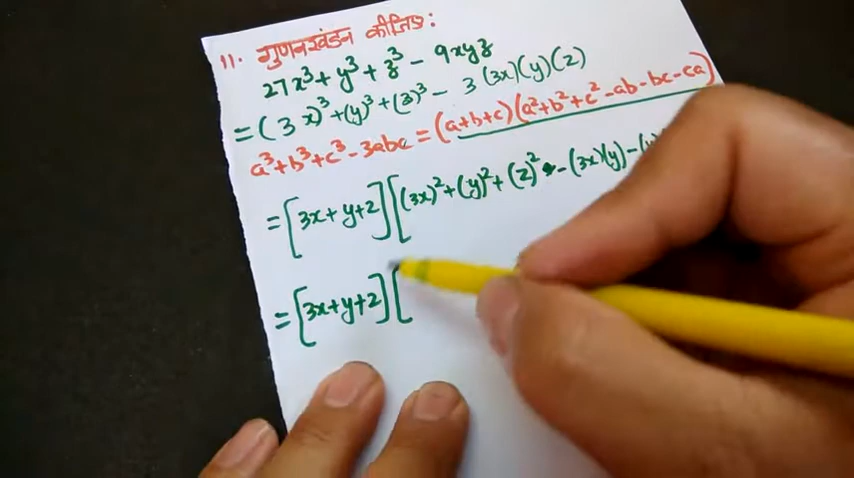 11. गुणनखंडन कीजिए:
27x³ + y³ + z³ - 9xyz
= (3x)³ + (y)³ + (z)³ - 3 (3x)(y)(z)
a³ + b³ + c³ - 3abc = (a+b+c) (a² + b² + c² - ab - bc - ca)
= [3x + y + z] [(3x)² + (y)² + (z)² - (3x)(y) - (y)
= [3x + y + z] [